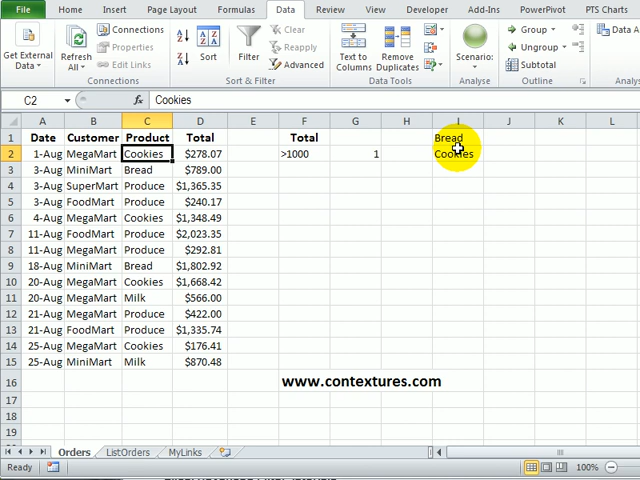 File Home Insert Page Layout Formulas Data Review View Developer Add-Ins PowerPivot PTS Charts
Get External Data
Refresh All
Connections
Properties
Edit Links
Connections
Sort
Filter
Clear
Reapply
Advanced
Sort & Filter
Text to Columns
Remove Duplicates
Data Tools
Scenario:
Analyse
Group
Ungroup
Subtotal
Outline
Data A
Analyse
C2 fx Cookies
A B C D E F G H I J K L
1 Date Customer Product Total Total Bread
2 1-Aug MegaMart Cookies $278.07 >1000 1 Cookies
3 3-Aug MiniMart Bread $789.00
4 3-Aug SuperMart Produce $1,365.35
5 3-Aug FoodMart Produce $240.17
6 4-Aug MegaMart Cookies $1,348.49
7 11-Aug FoodMart Produce $2,023.35
8 11-Aug MegaMart Produce $292.81
9 18-Aug MiniMart Bread $1,802.92
10 20-Aug MegaMart Cookies $1,668.42
11 20-Aug MegaMart Milk $566.00
12 21-Aug MegaMart Produce $422.00
13 21-Aug FoodMart Produce $1,335.74
14 25-Aug MegaMart Cookies $176.41
15 25-Aug MiniMart Milk $870.48
16 www.contextures.com
17
18
19
Orders ListOrders MyLinks
Ready 100%